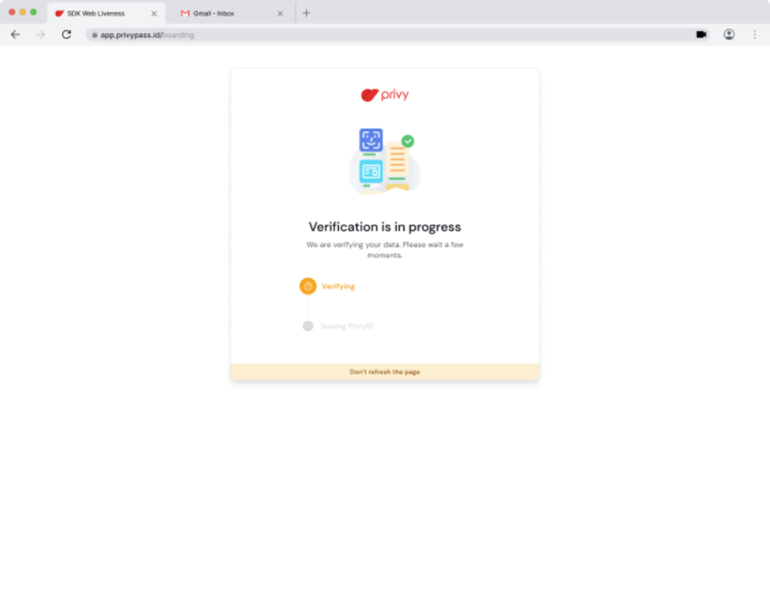 SDK Web Liveness
Gmail - Inbox
app.privypass.id/boarding
privy
Verification is in progress
We are verifying your data. Please wait a few
moments.
Verifying
Issuing PrivyID
Don't refresh the page